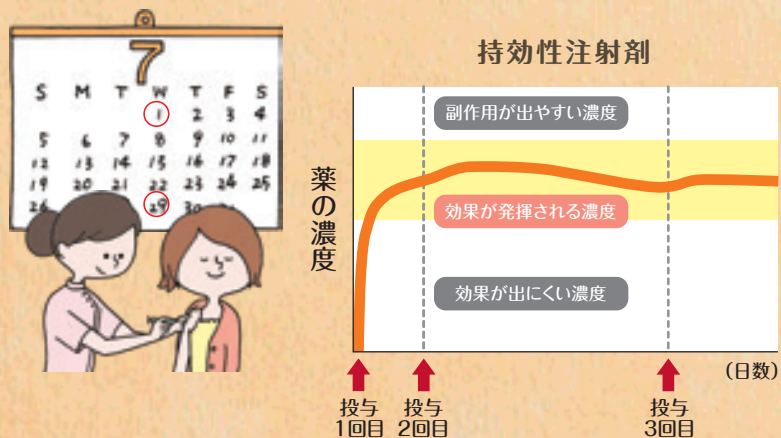 7
S M T W T F S
1 2 3 4
5 6 7 8 9 10 11
12 13 14 15 16 17 18
19 20 21 22 23 24 25
26 29 30
持効性注射剤
副作用が出やすい濃度
薬の濃度
効果が発揮される濃度
効果が出にくい濃度
(日数)
投与
1回目
投与
2回目
投与
3回目